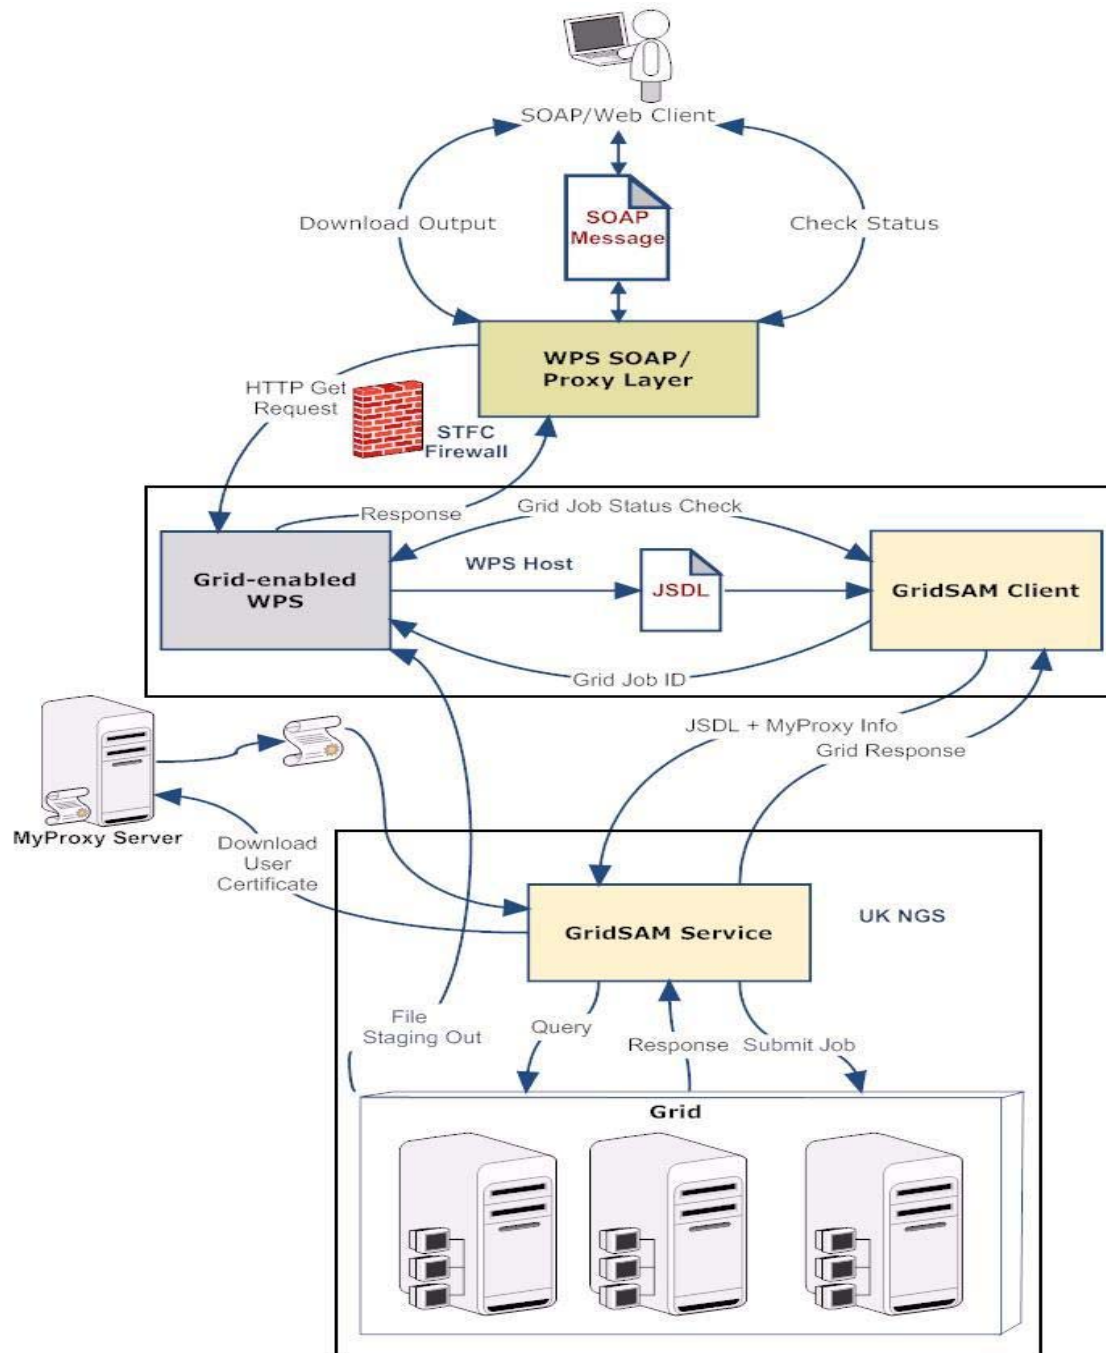 SOAP/Web Client
Download Output
SOAP
Message
Check Status
WPS SOAP/
Proxy Layer
HTTP Get
Request
STFC
Firewall
Response
Grid Job Status Check
Grid-enabled
WPS
WPS Host
JSDL
GridSAM Client
Grid Job ID
JSDL + MyProxy Info
Grid Response
MyProxy Server
Download
User
Certificate
GridSAM Service
UK NGS
File
Staging Out
Query
Response
Submit Job
Grid